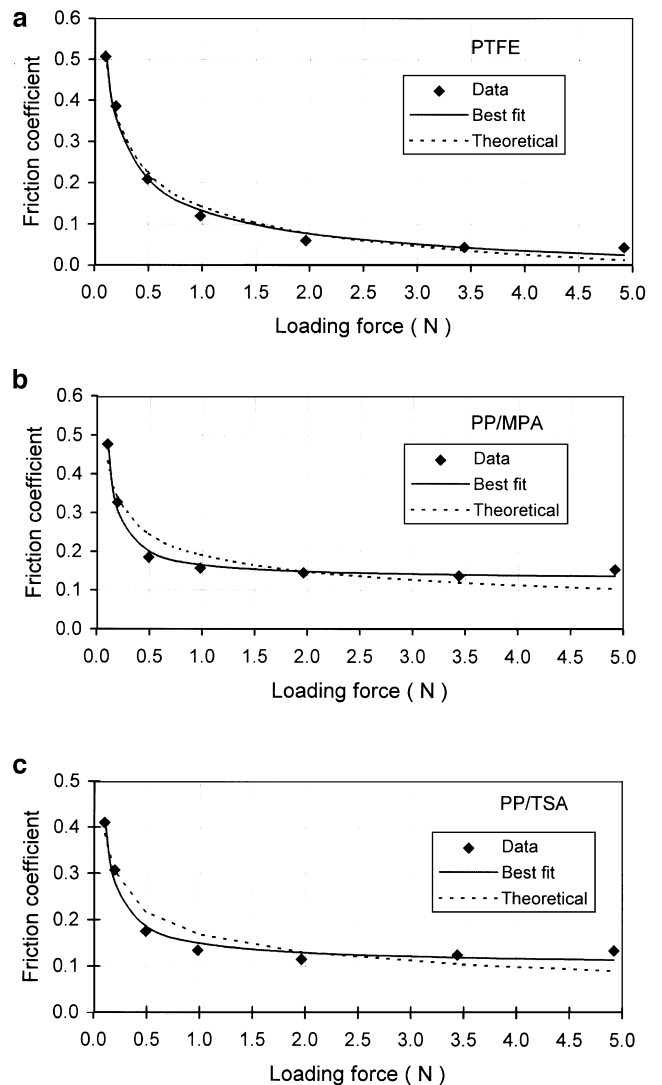 a
0.6
0.5
0.4
0.3
0.2
0.1
0.0
Friction coefficient
PTFE
Data
Best fit
Theoretical
0.0 0.5 1.0 1.5 2.0 2.5 3.0 3.5 4.0 4.5 5.0
Loading force ( N )
b
0.6
0.5
0.4
0.3
0.2
0.1
0.0
Friction coefficient
PP/MPA
Data
Best fit
Theoretical
0.0 0.5 1.0 1.5 2.0 2.5 3.0 3.5 4.0 4.5 5.0
Loading force ( N )
c
0.5
0.4
0.3
0.2
0.1
0.0
Friction coefficient
PP/TSA
Data
Best fit
Theoretical
0.0 0.5 1.0 1.5 2.0 2.5 3.0 3.5 4.0 4.5 5.0
Loading force ( N )